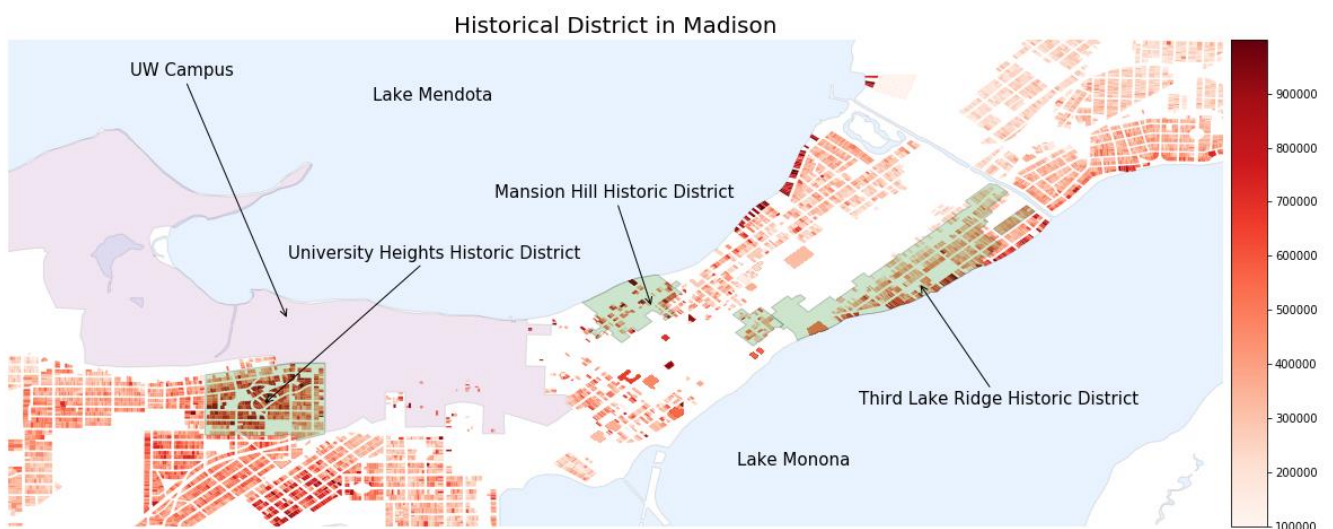 Historical District in Madison
UW Campus
Lake Mendota
Mansion Hill Historic District
University Heights Historic District
Third Lake Ridge Historic District
Lake Monona
900000
800000
700000
600000
500000
400000
300000
200000
100000